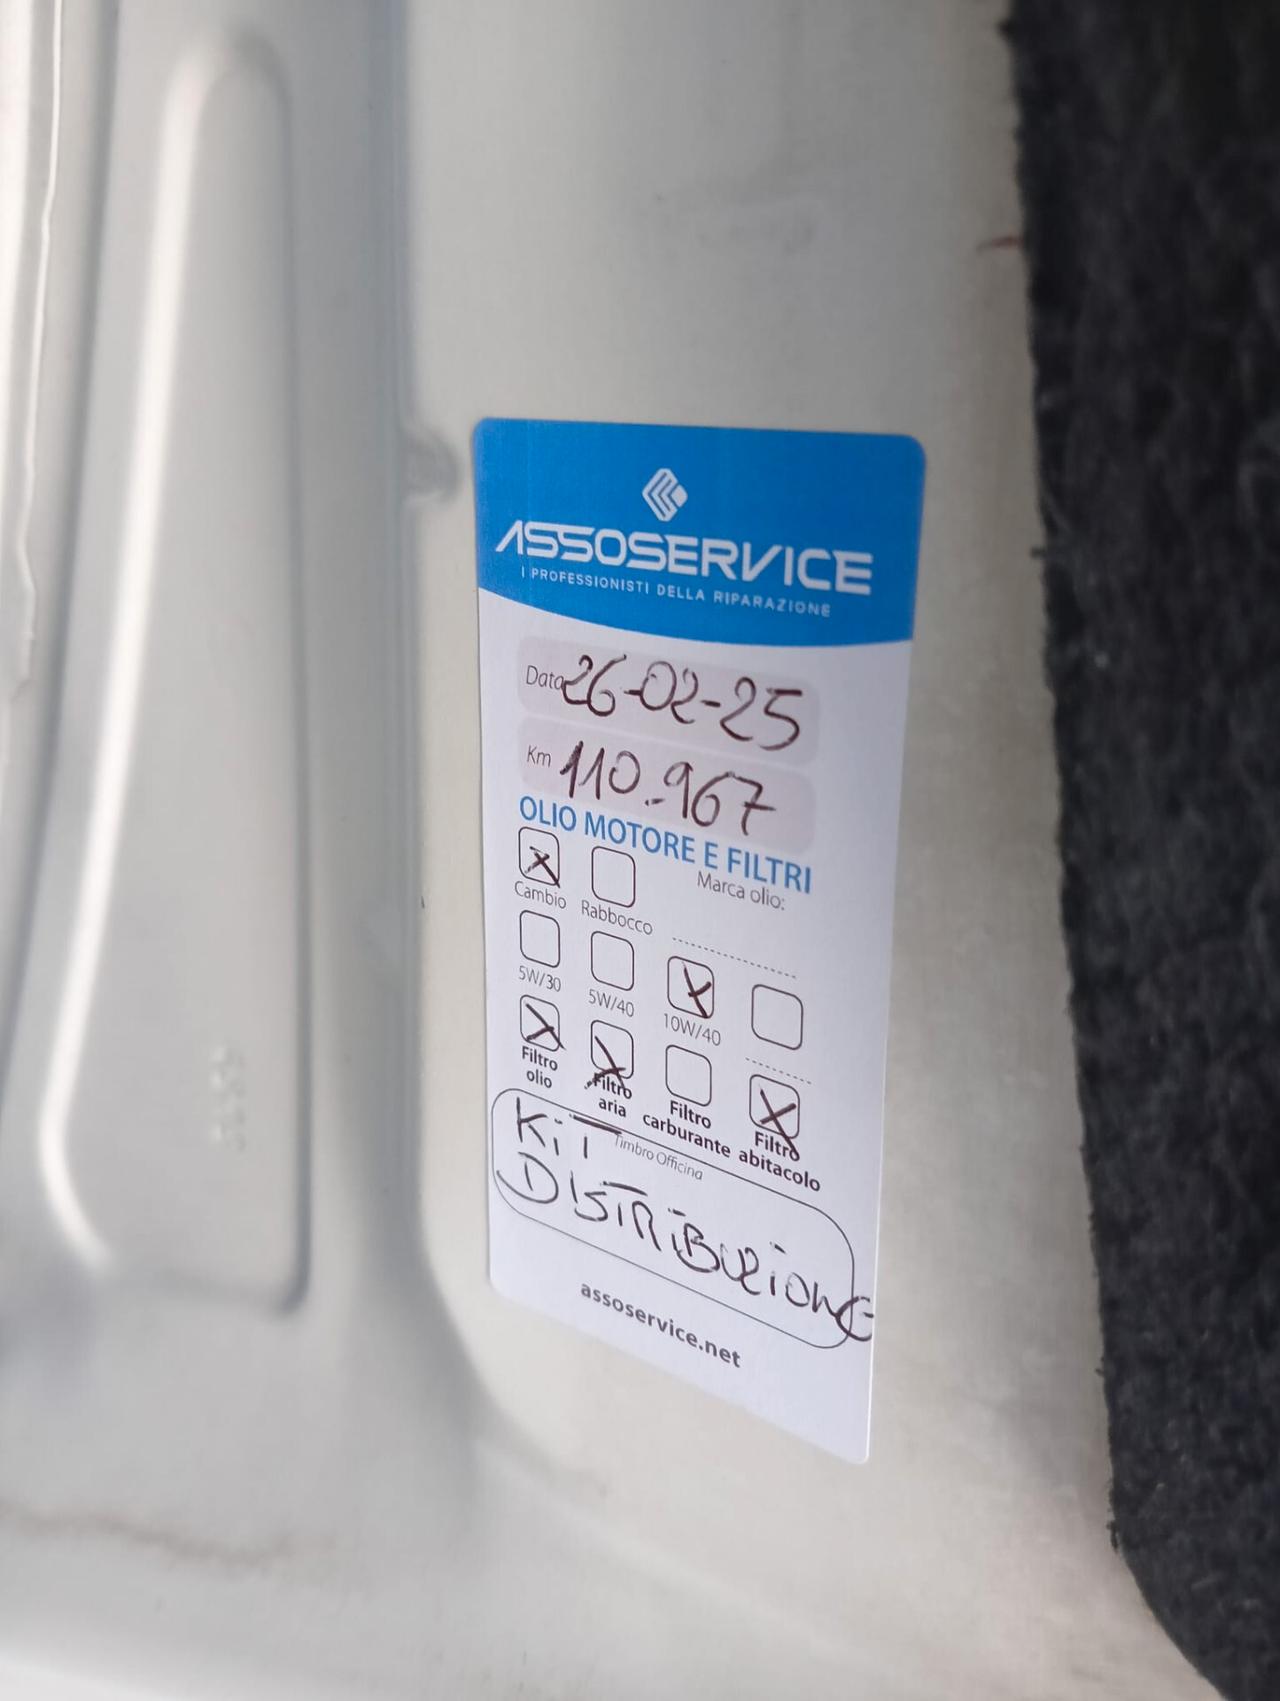 ASSOSERVICE
I PROFESSIONISTI DELLA RIPARAZIONE
Data 26-02-25
Km 110.967
OLIO MOTORE E FILTRI
Cambio Rabbocco Marca olio:
5W/30 5W/40 10W/40
Filtro olio Filtro aria Filtro carburante Filtro abitacolo
Timbro Officina
KiT
DISTRiBUZIONE
assoservice.net